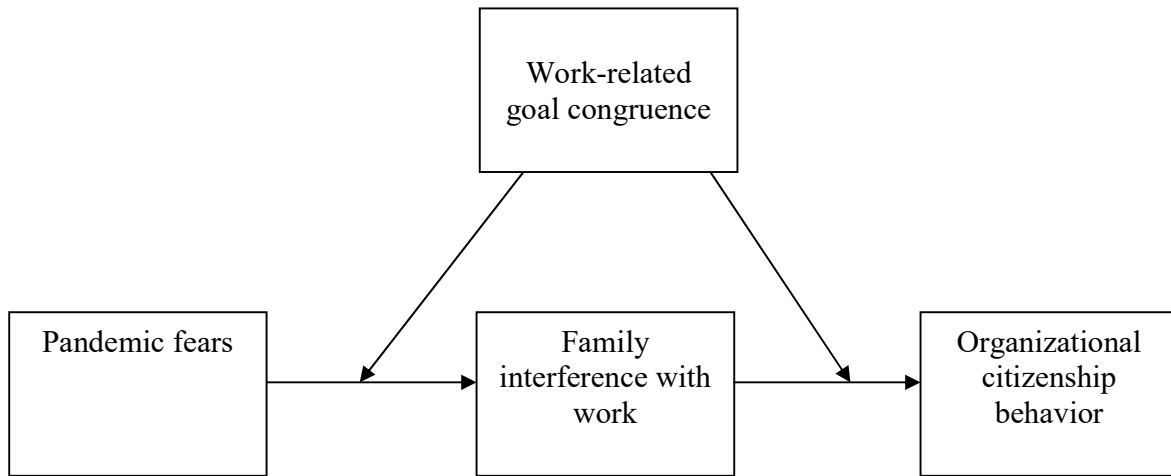 Work-related
goal congruence
Pandemic fears
Family
interference with
work
Organizational
citizenship
behavior